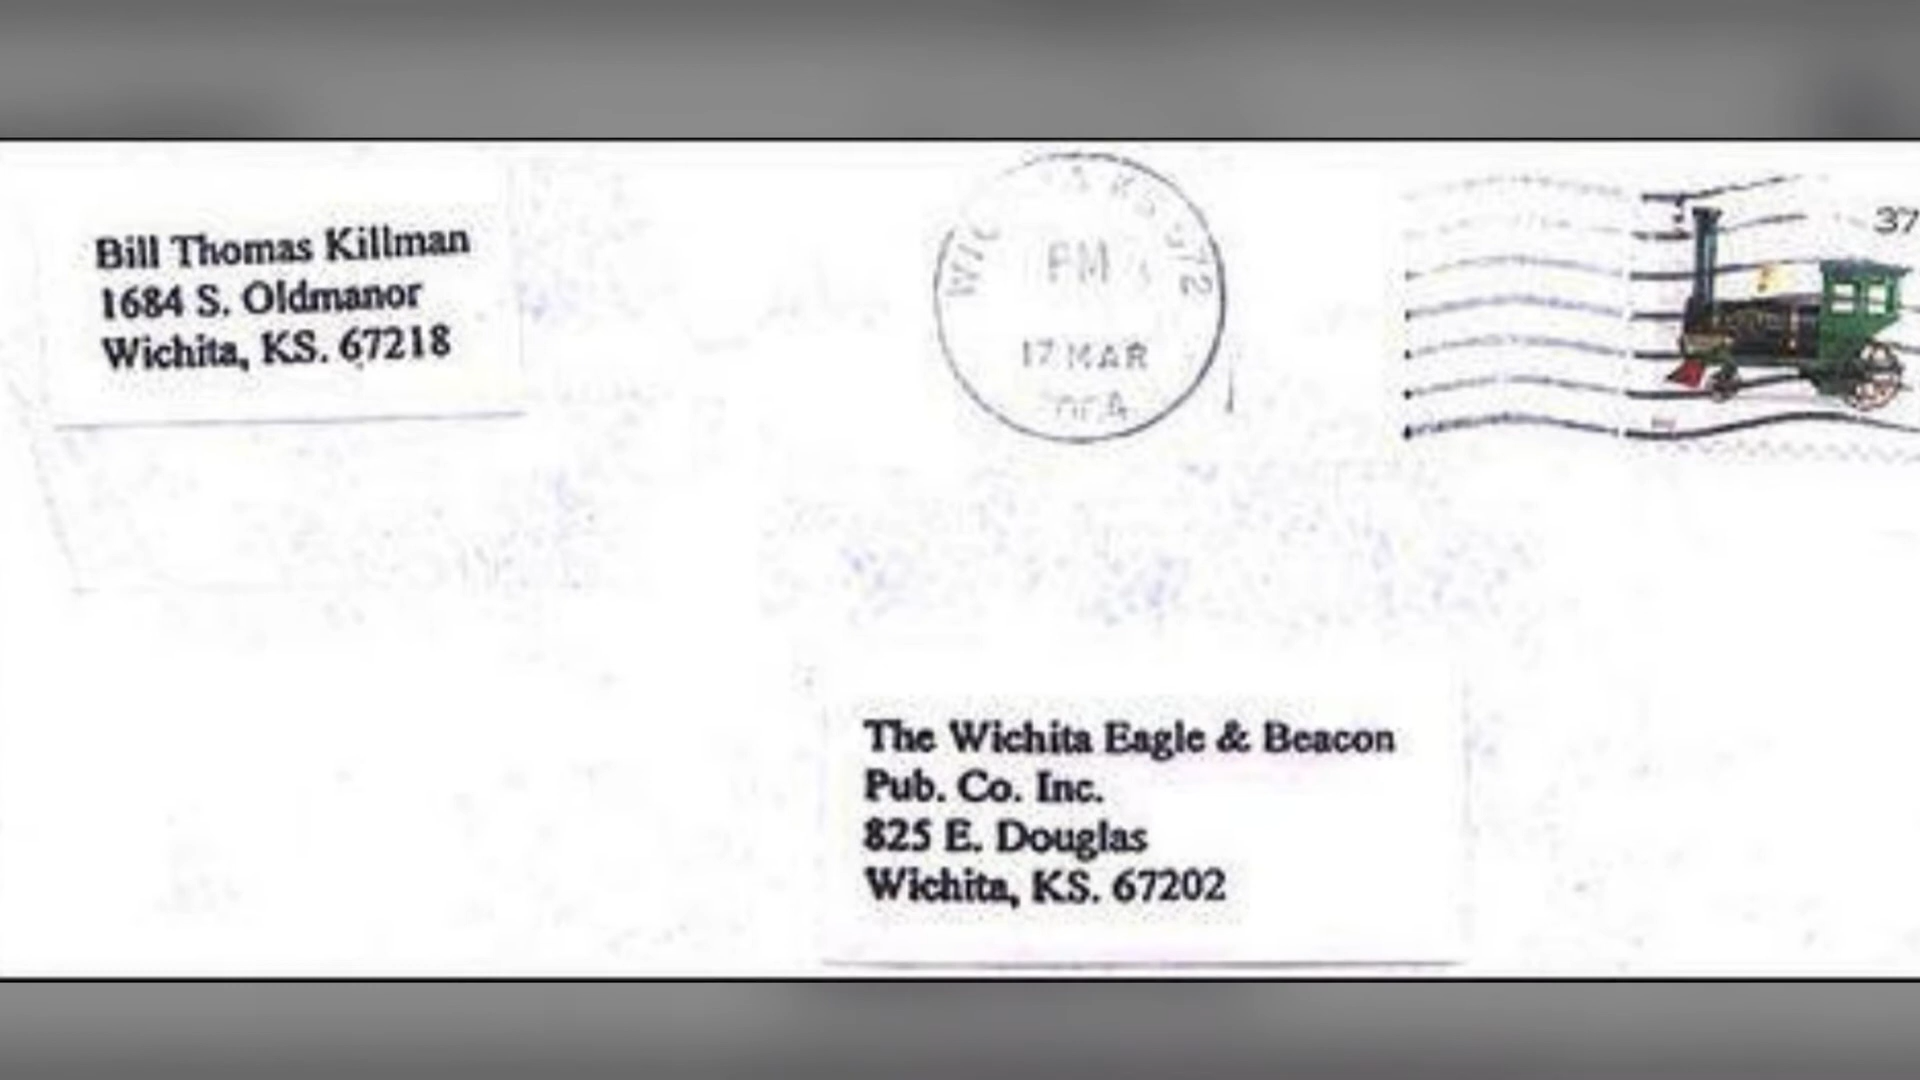 Bill Thomas Killman
1684 S. Oldmanor
Wichita, KS. 67218
PM
17 MAR
37
The Wichita Eagle & Beacon
Pub. Co. Inc.
825 E. Douglas
Wichita, KS. 67202